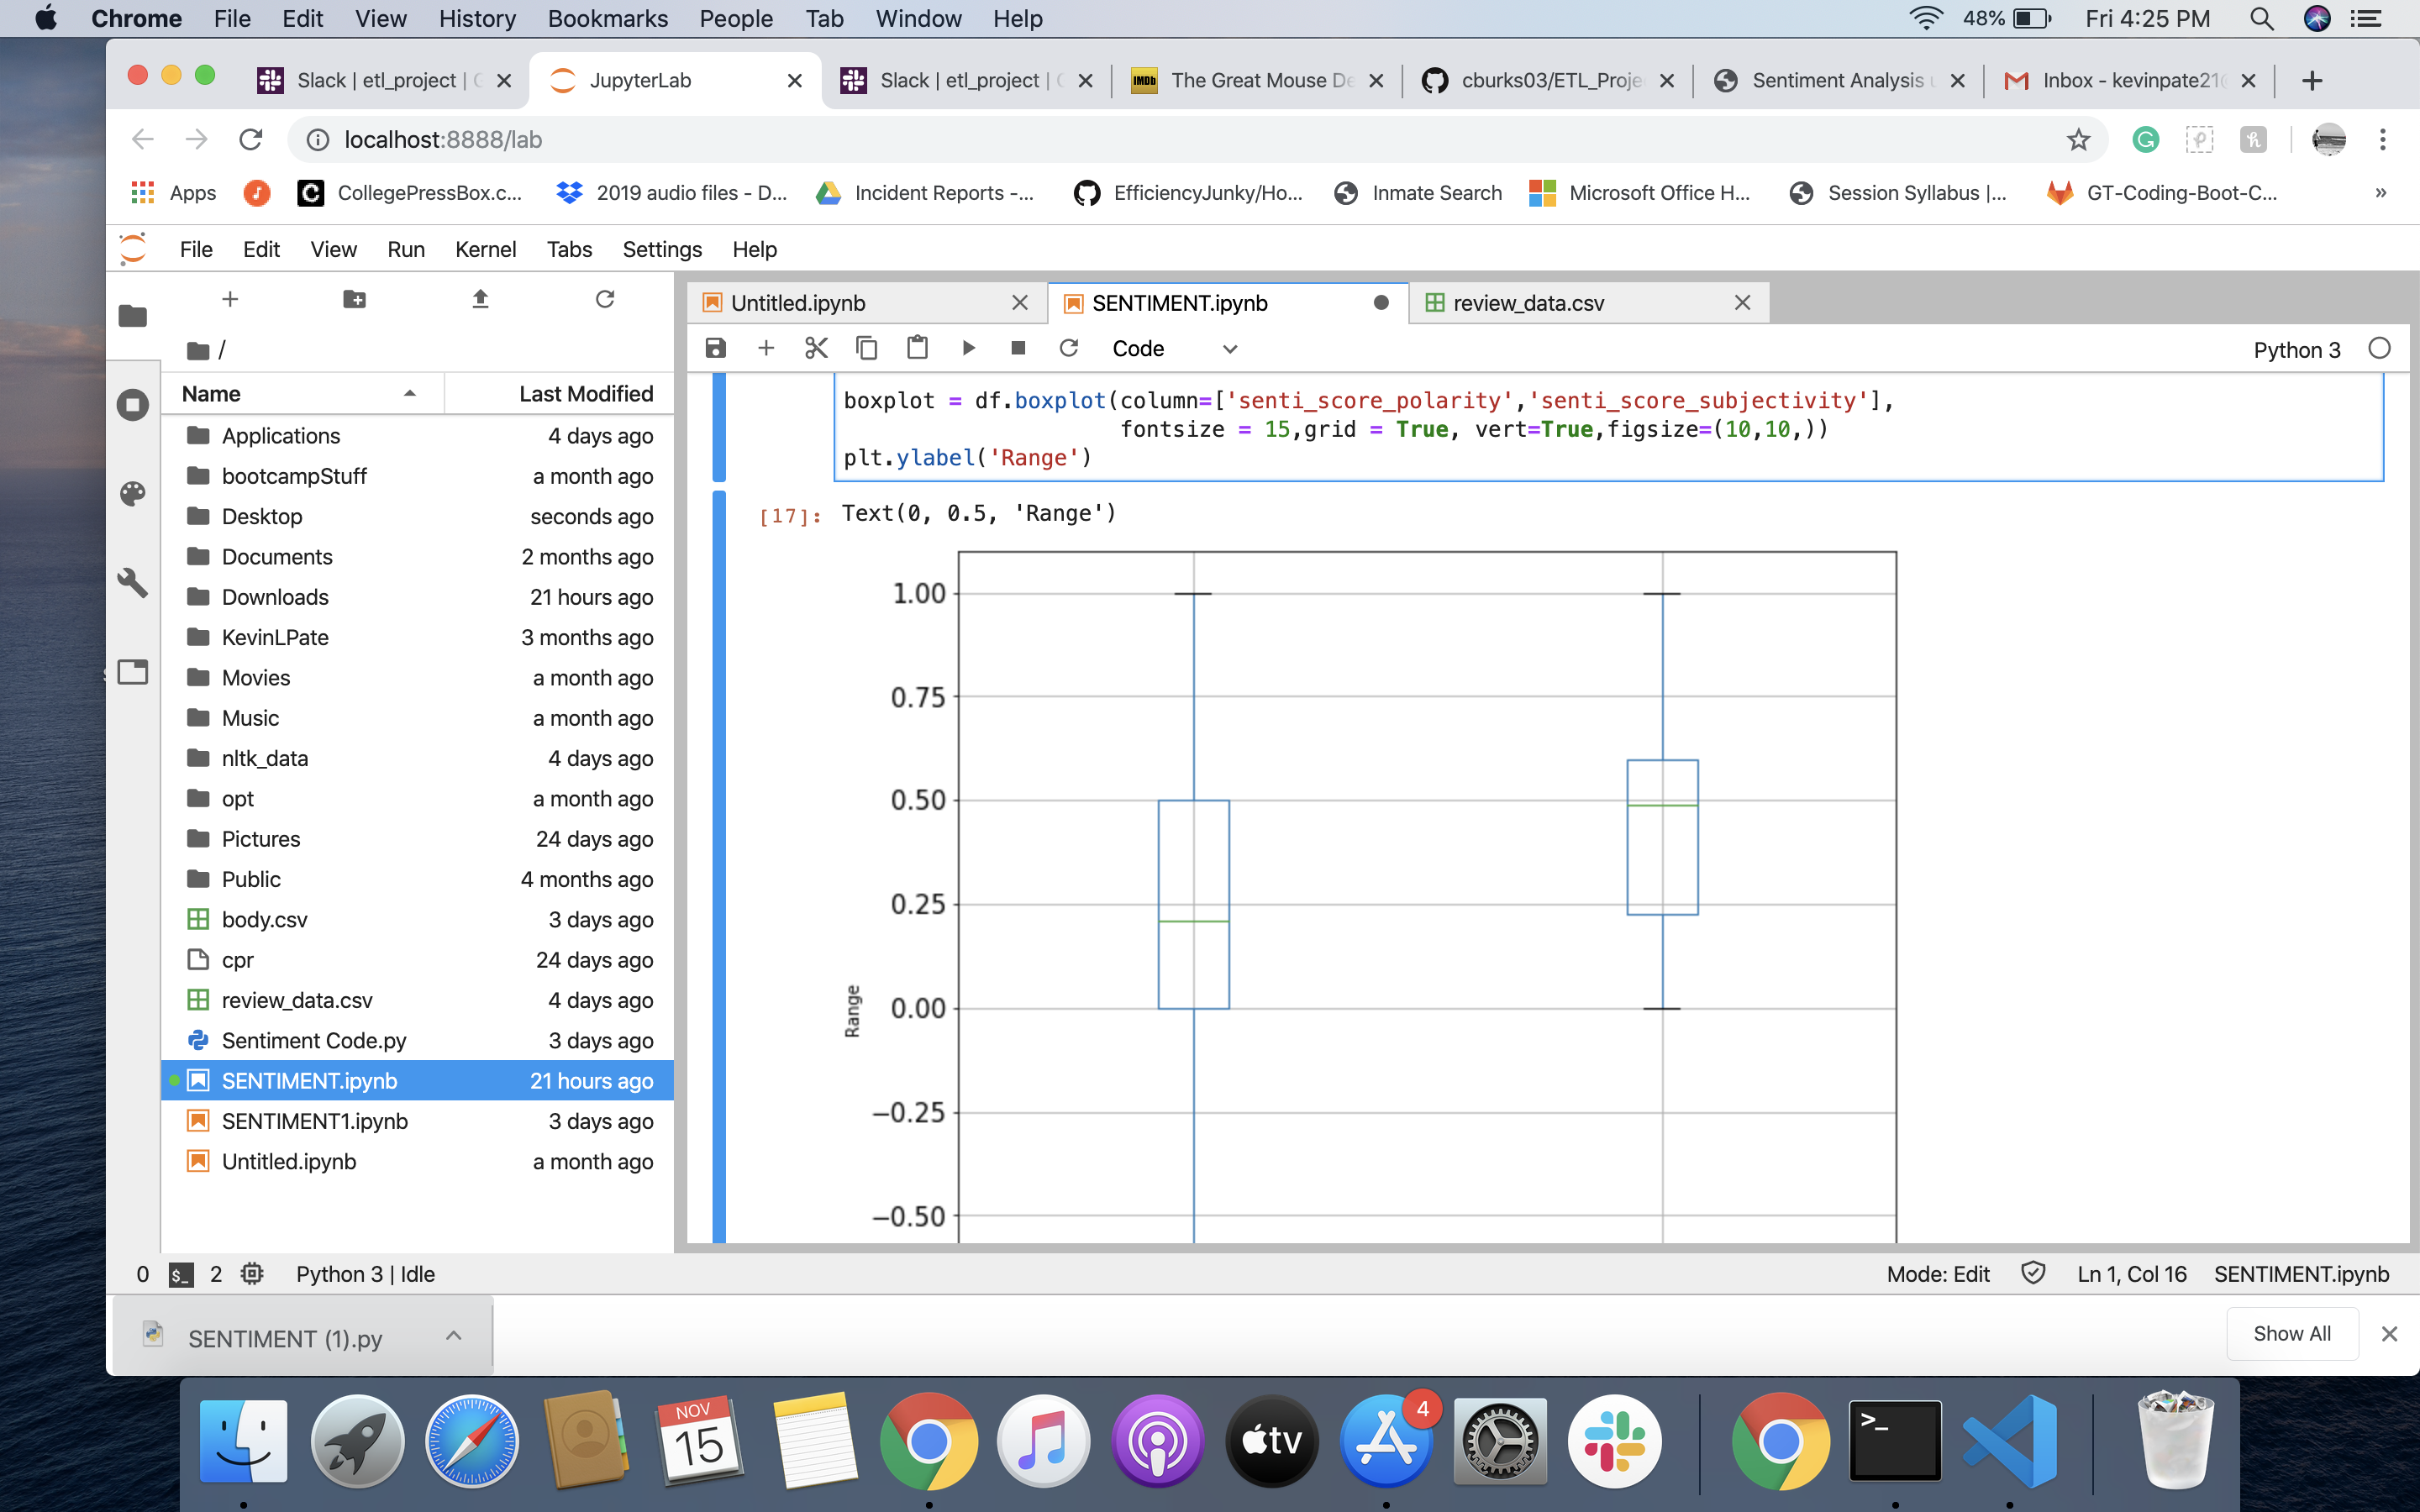 Chrome File Edit View History Bookmarks People Tab Window Help 48% Fri 4:25 PM
Slack | etl_project | JupyterLab Slack | etl_project | The Great Mouse De cburks03/ETL_Proje Sentiment Analysis Inbox - kevinpate21
localhost:8888/lab
Apps CollegePressBox.c... 2019 audio files - D... Incident Reports -... EfficiencyJunky/Ho... Inmate Search Microsoft Office H... Session Syllabus |... GT-Coding-Boot-C... »
File Edit View Run Kernel Tabs Settings Help
Untitled.ipynb SENTIMENT.ipynb review_data.csv
Code Python 3
/
Name Last Modified
Applications 4 days ago
bootcampStuff a month ago
Desktop seconds ago
Documents 2 months ago
Downloads 21 hours ago
KevinLPate 3 months ago
Movies a month ago
Music a month ago
nltk_data 4 days ago
opt a month ago
Pictures 24 days ago
Public 4 months ago
body.csv 3 days ago
cpr 24 days ago
review_data.csv 4 days ago
Sentiment Code.py 3 days ago
SENTIMENT.ipynb 21 hours ago
SENTIMENT1.ipynb 3 days ago
Untitled.ipynb a month ago
boxplot = df.boxplot(column=['senti_score_polarity','senti_score_subjectivity'],
fontsize = 15,grid = True, vert=True,figsize=(10,10,))
plt.ylabel('Range')
[17]: Text(0, 0.5, 'Range')
1.00
0.75
0.50
0.25
0.00
−0.25
−0.50
Range
0 $_ 2 Python 3 | Idle Mode: Edit Ln 1, Col 16 SENTIMENT.ipynb
SENTIMENT (1).py Show All
NOV
15
tv
4
>_